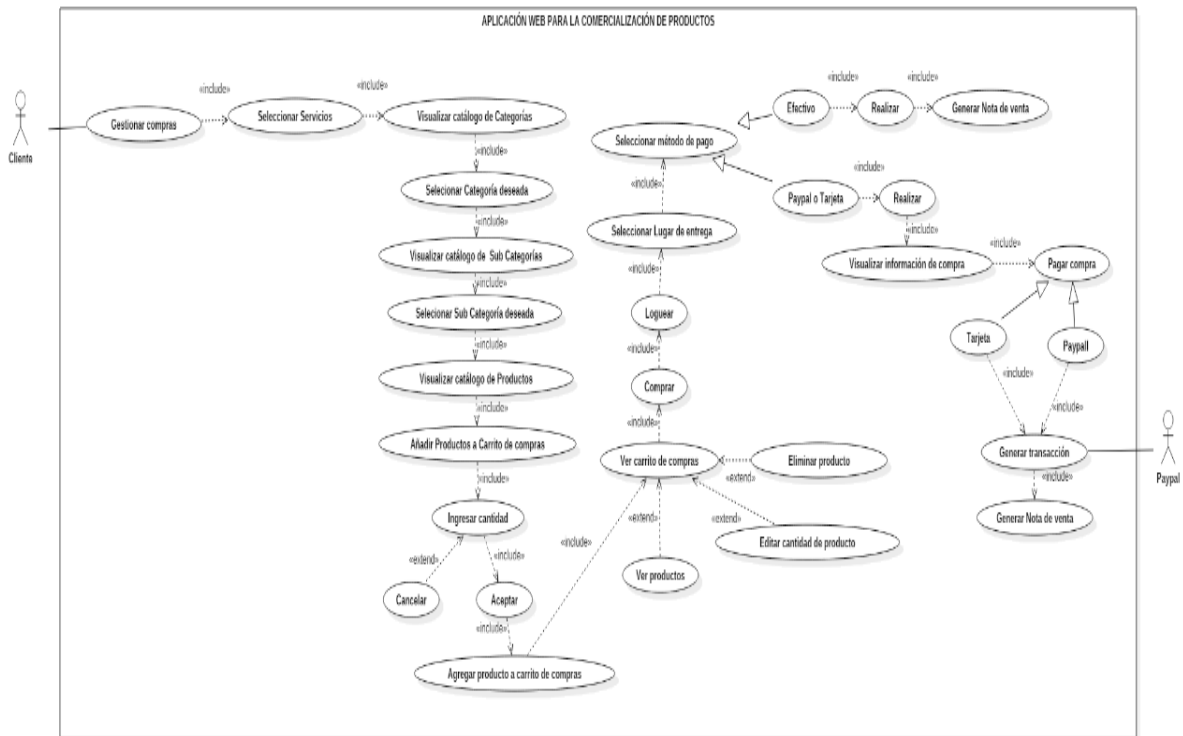 APLICACIÓN WEB PARA LA COMERCIALIZACIÓN DE PRODUCTOS
Cliente
Gestionar compras
«include»
Seleccionar Servicios
«include»
Visualizar catálogo de Categorías
«include»
Selecionar Categoría deseada
«include»
Visualizar catálogo de Sub Categorías
«include»
Selecionar Sub Categoría deseada
«include»
Visualizar catálogo de Productos
«include»
Añadir Productos a Carrito de compras
«include»
Ingresar cantidad
«extend»
«include»
Cancelar
Aceptar
«include»
Agregar producto a carrito de compras
«include»
Ver carrito de compras
«extend»
Eliminar producto
«extend»
Editar cantidad de producto
«extend»
Ver productos
«include»
Comprar
«include»
Loguear
«include»
Seleccionar Lugar de entrega
«include»
Seleccionar método de pago
Efectivo
«include»
Realizar
«include»
Generar Nota de venta
Paypal o Tarjeta
«include»
Realizar
«include»
Visualizar información de compra
«include»
Pagar compra
Tarjeta
Paypall
«include»
«include»
Generar transacción
«include»
Generar Nota de venta
Paypal